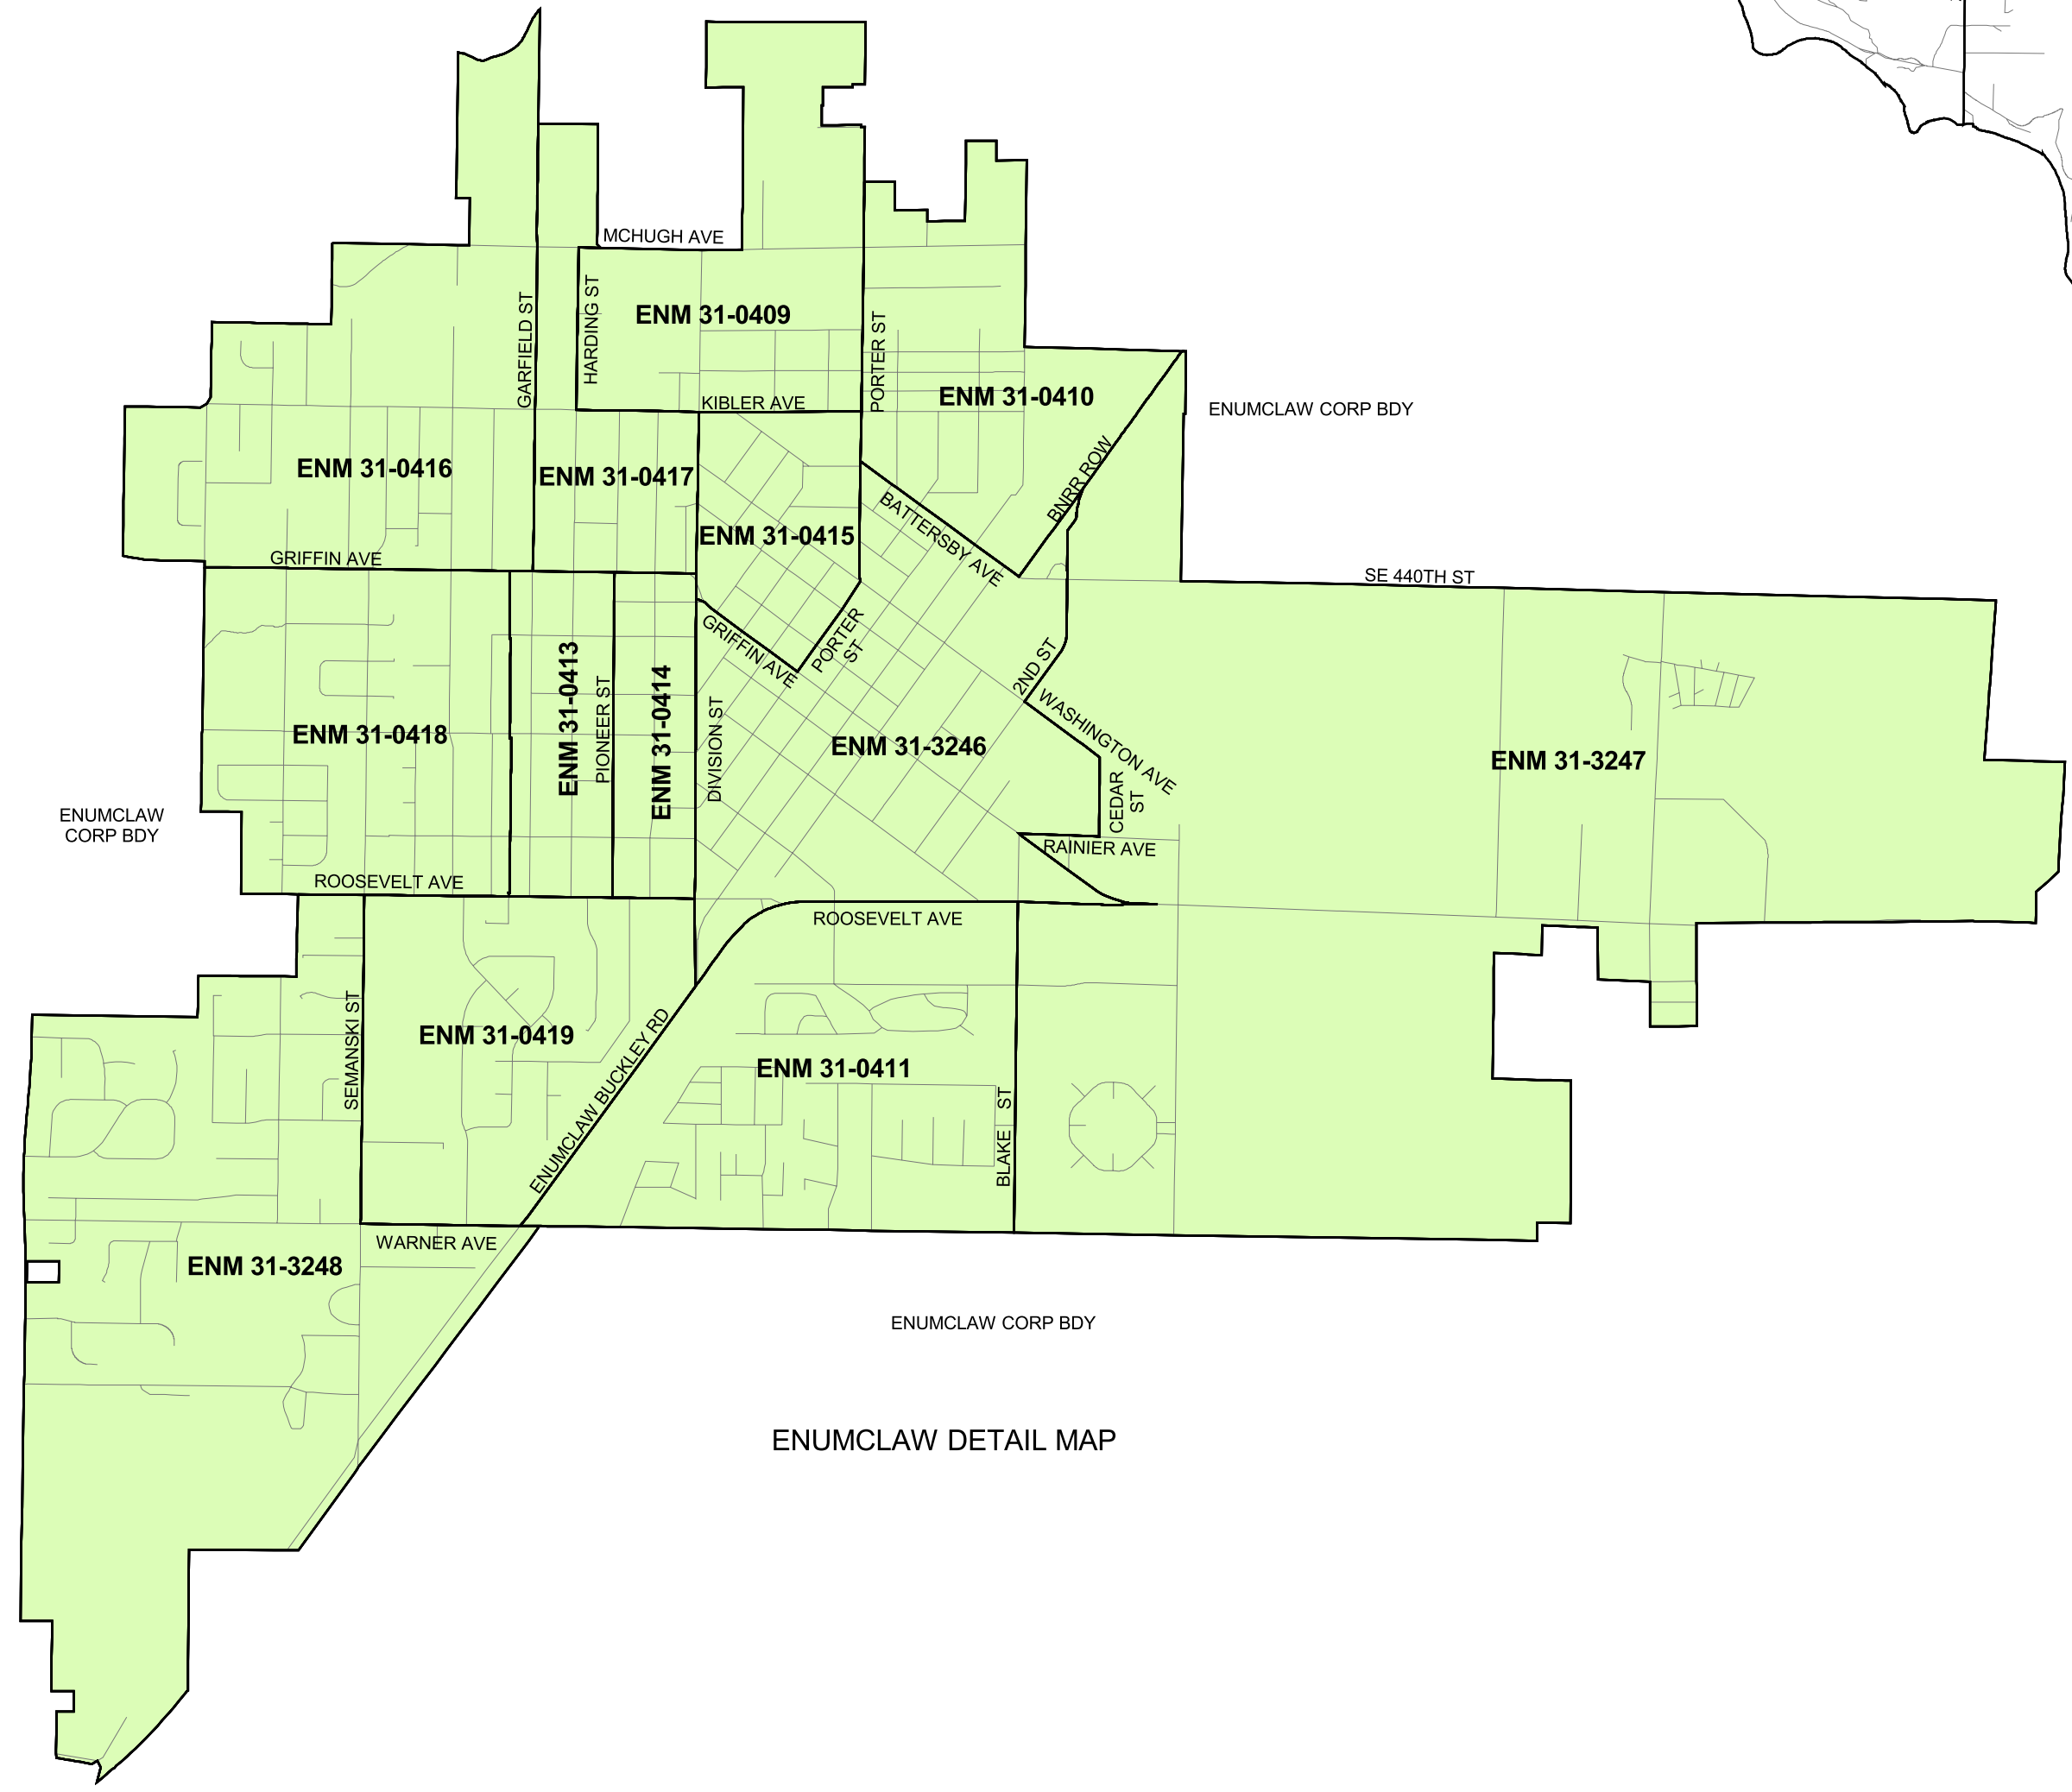 MCHUGH AVE
HARDING ST
GARFIELD ST
ENM 31-0409
PORTER ST
KIBLER AVE
ENM 31-0410
ENUMCLAW CORP BDY
ENM 31-0416
ENM 31-0417
BNRR ROW
BATTERSBY AVE
ENM 31-0415
GRIFFIN AVE
SE 440TH ST
GRIFFIN AVE
PORTER
ST
2ND ST
WASHINGTON AVE
ENM 31-0413
PIONEER ST
ENM 31-0414
DIVISION ST
ENM 31-0418
ENM 31-3246
ENM 31-3247
CEDAR
ST
ENUMCLAW
CORP BDY
RAINIER AVE
ROOSEVELT AVE
ROOSEVELT AVE
SEMANSKI ST
ENM 31-0419
ENUMCLAW BUCKLEY RD
ENM 31-0411
BLAKE ST
WARNER AVE
ENM 31-3248
ENUMCLAW CORP BDY
ENUMCLAW DETAIL MAP